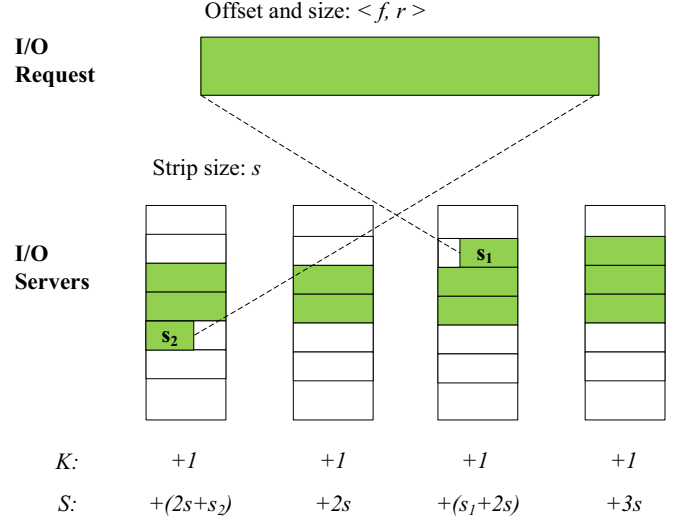 Offset and size: < f, r >
I/O
Request
Strip size: s
I/O
Servers
s₁
s₂
K: +1 +1 +1 +1
S: +(2s+s₂) +2s +(s₁+2s) +3s